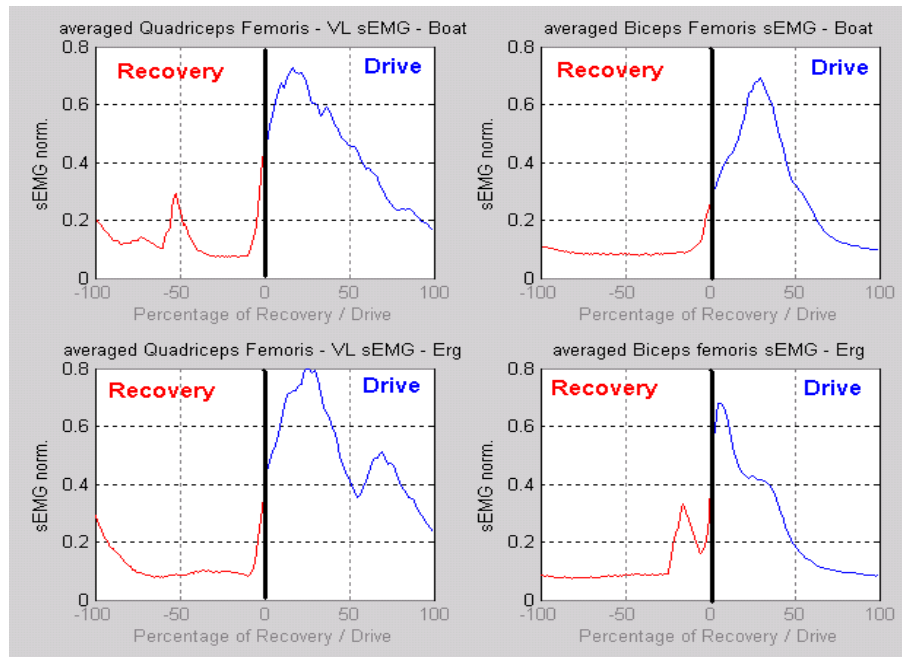 averaged Quadriceps Femoris - VL sEMG - Boat
0.8
0.6
0.4
0.2
0
sEMG norm.
Recovery
Drive
-100 -50 0 50 100
Percentage of Recovery / Drive
averaged Biceps Femoris sEMG - Boat
0.8
0.6
0.4
0.2
0
sEMG norm.
Recovery
Drive
-100 -50 0 50 100
Percentage of Recovery / Drive
averaged Quadriceps Femoris - VL sEMG - Erg
0.8
0.6
0.4
0.2
0
sEMG norm.
Recovery
Drive
-100 -50 0 50 100
Percentage of Recovery / Drive
averaged Biceps femoris sEMG - Erg
0.8
0.6
0.4
0.2
0
sEMG norm.
Recovery
Drive
-100 -50 0 50 100
Percentage of Recovery / Drive